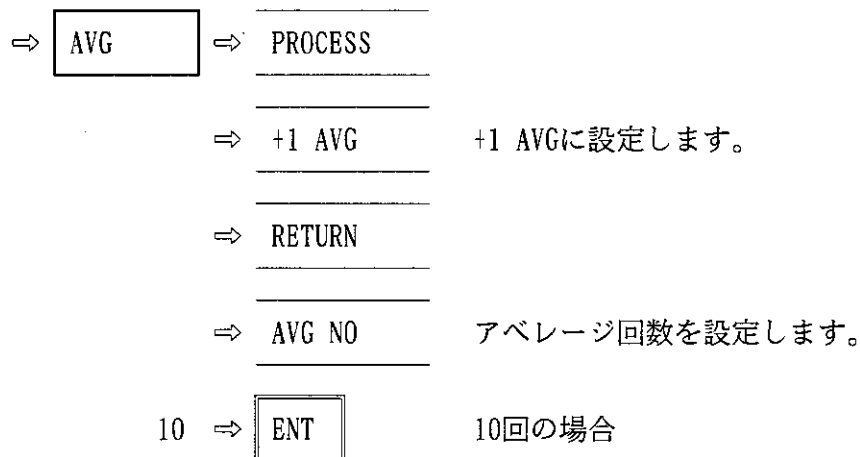 ⇨ AVG ⇨ PROCESS
⇨ +1 AVG +1 AVGに設定します。
⇨ RETURN
⇨ AVG NO アベレージ回数を設定します。
10 ⇨ ENT 10回の場合